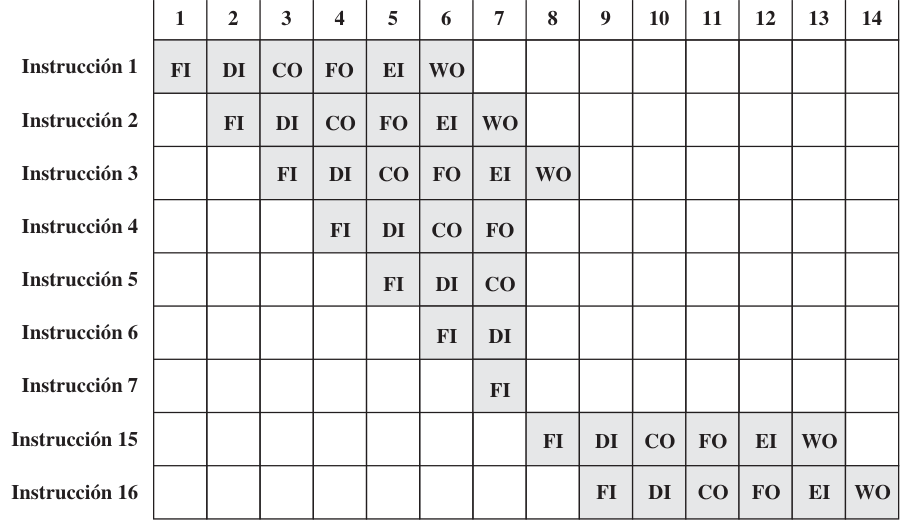 1 2 3 4 5 6 7 8 9 10 11 12 13 14
Instrucción 1 FI DI CO FO EI WO
Instrucción 2 FI DI CO FO EI WO
Instrucción 3 FI DI CO FO EI WO
Instrucción 4 FI DI CO FO
Instrucción 5 FI DI CO
Instrucción 6 FI DI
Instrucción 7 FI
Instrucción 15 FI DI CO FO EI WO
Instrucción 16 FI DI CO FO EI WO